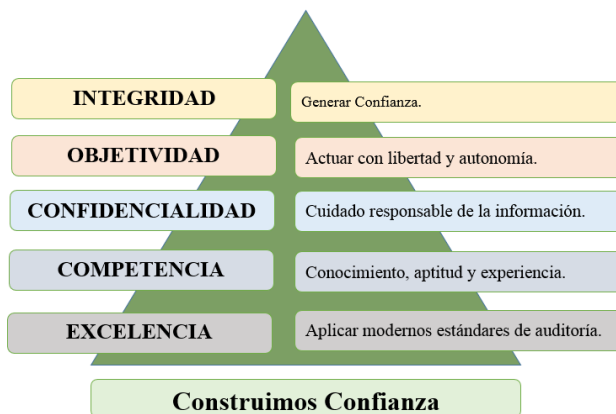 INTEGRIDAD
Generar Confianza.
OBJETIVIDAD
Actuar con libertad y autonomía.
CONFIDENCIALIDAD
Cuidado responsable de la información.
COMPETENCIA
Conocimiento, aptitud y experiencia.
EXCELENCIA
Aplicar modernos estándares de auditoría.
Construimos Confianza